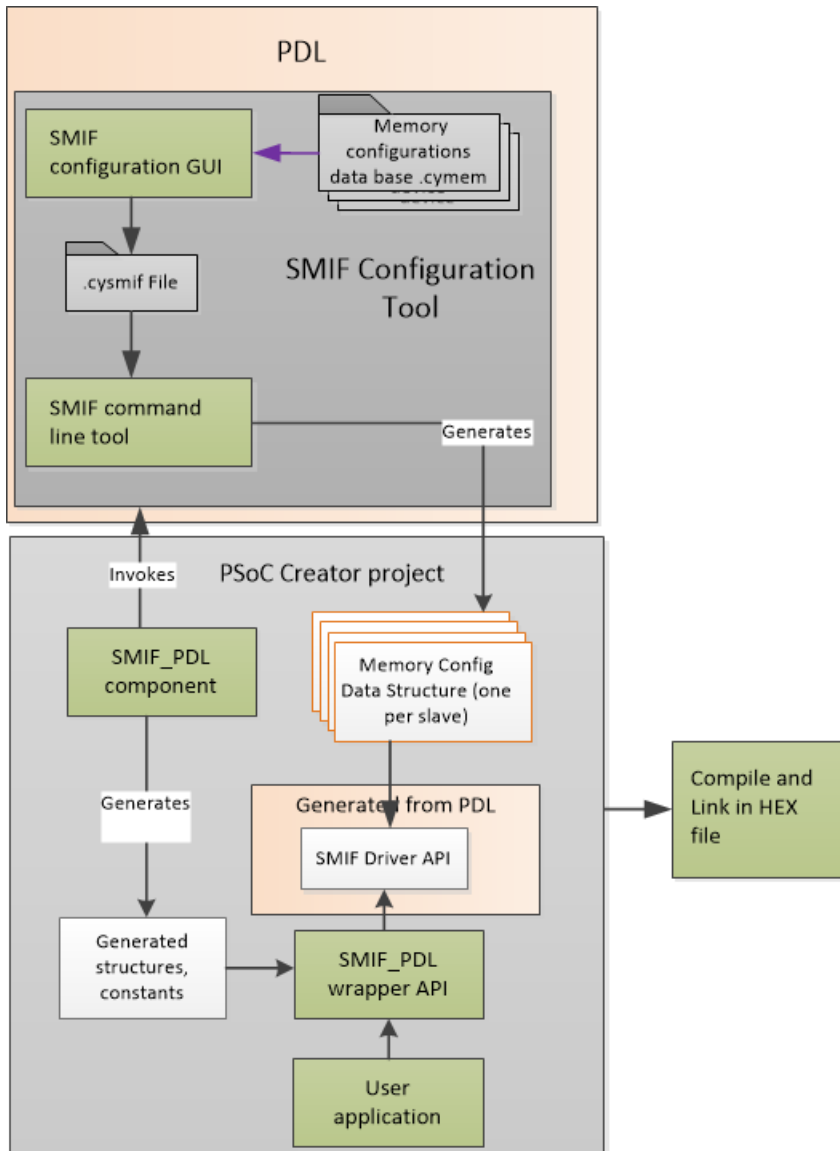 PDL
SMIF
configuration GUI
Memory
configurations
data base .cymem
.cysmif File
SMIF Configuration
Tool
SMIF command
line tool
Generates
Invokes
PSoC Creator project
SMIF_PDL
component
Memory Config
Data Structure (one
per slave)
Generates
Generated from PDL
SMIF Driver API
Compile and
Link in HEX
file
Generated
structures,
constants
SMIF_PDL
wrapper API
User
application